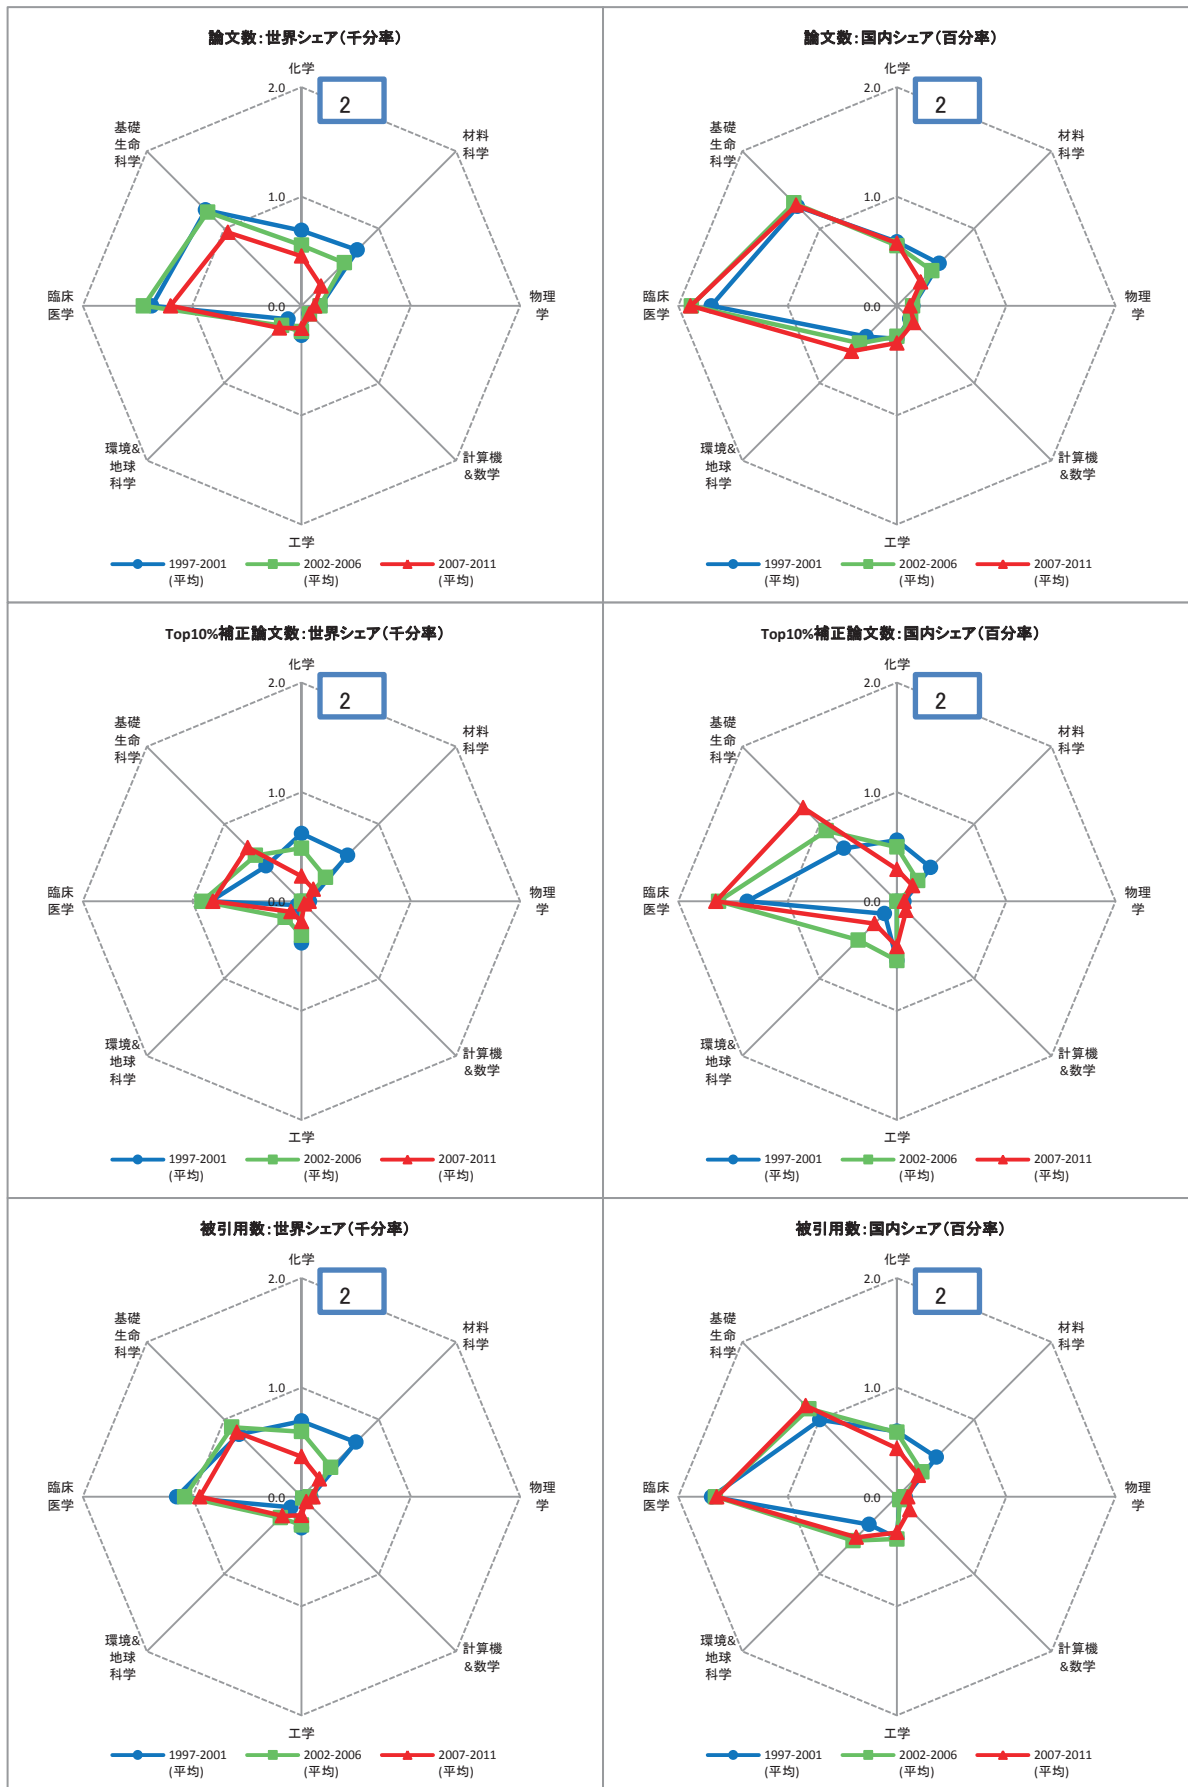 論文数：世界シェア（千分率）
化学
2.0
2
基礎
生命
科学
材料
科学
1.0
臨床
医学
0.0
物理
学
環境&
地球
科学
計算機
&数学
工学
1997-2001
(平均)
2002-2006
(平均)
2007-2011
(平均)
論文数：国内シェア（百分率）
化学
2.0
2
基礎
生命
科学
材料
科学
1.0
臨床
医学
0.0
物理
学
環境&
地球
科学
計算機
&数学
工学
1997-2001
(平均)
2002-2006
(平均)
2007-2011
(平均)
Top10%補正論文数：世界シェア（千分率）
化学
2.0
2
基礎
生命
科学
材料
科学
1.0
臨床
医学
0.0
物理
学
環境&
地球
科学
計算機
&数学
工学
1997-2001
(平均)
2002-2006
(平均)
2007-2011
(平均)
Top10%補正論文数：国内シェア（百分率）
化学
2.0
2
基礎
生命
科学
材料
科学
1.0
臨床
医学
0.0
物理
学
環境&
地球
科学
計算機
&数学
工学
1997-2001
(平均)
2002-2006
(平均)
2007-2011
(平均)
被引用数：世界シェア（千分率）
化学
2.0
2
基礎
生命
科学
材料
科学
1.0
臨床
医学
0.0
物理
学
環境&
地球
科学
計算機
&数学
工学
1997-2001
(平均)
2002-2006
(平均)
2007-2011
(平均)
被引用数：国内シェア（百分率）
化学
2.0
2
基礎
生命
科学
材料
科学
1.0
臨床
医学
0.0
物理
学
環境&
地球
科学
計算機
&数学
工学
1997-2001
(平均)
2002-2006
(平均)
2007-2011
(平均)